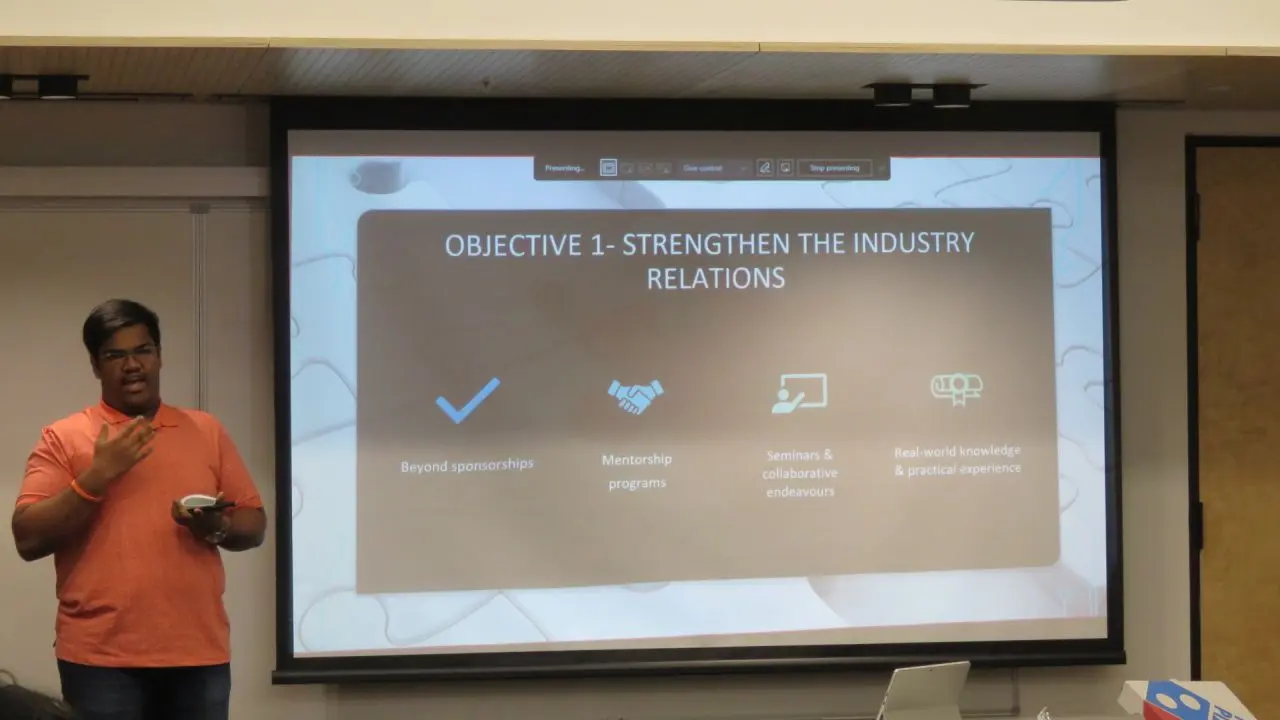 Presenting...
Give control
Stop presenting
OBJECTIVE 1- STRENGTHEN THE INDUSTRY
RELATIONS
Beyond sponsorships
Mentorship
programs
Seminars &
collaborative
endeavours
Real-world knowledge
& practical experience